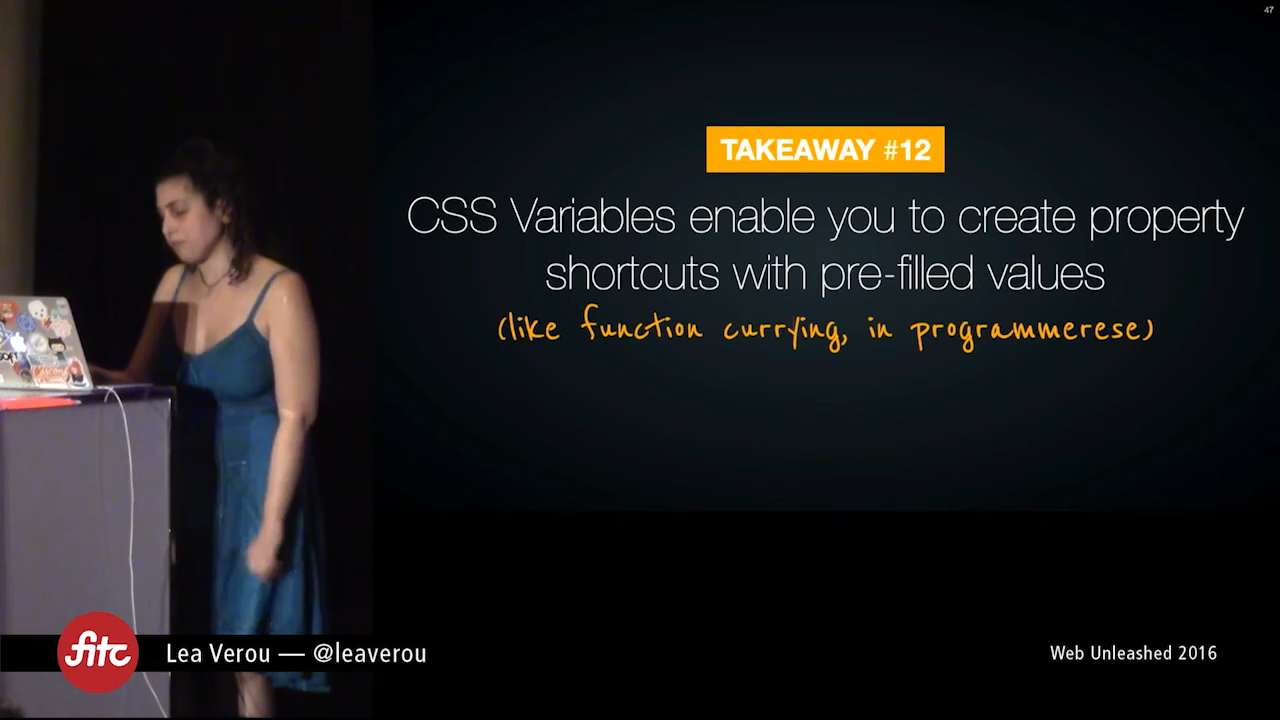 47
TAKEAWAY #12
CSS Variables enable you to create property
shortcuts with pre-filled values
(like function currying, in programmerese)
fitc
Lea Verou — @leaverou
Web Unleashed 2016